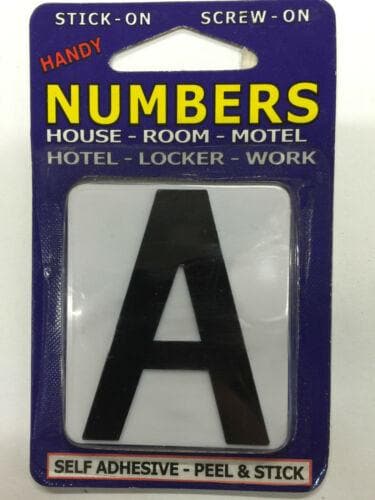 STICK-ON SCREW-ON
HANDY
NUMBERS
HOUSE - ROOM - MOTEL
HOTEL - LOCKER - WORK
A
SELF ADHESIVE - PEEL & STICK